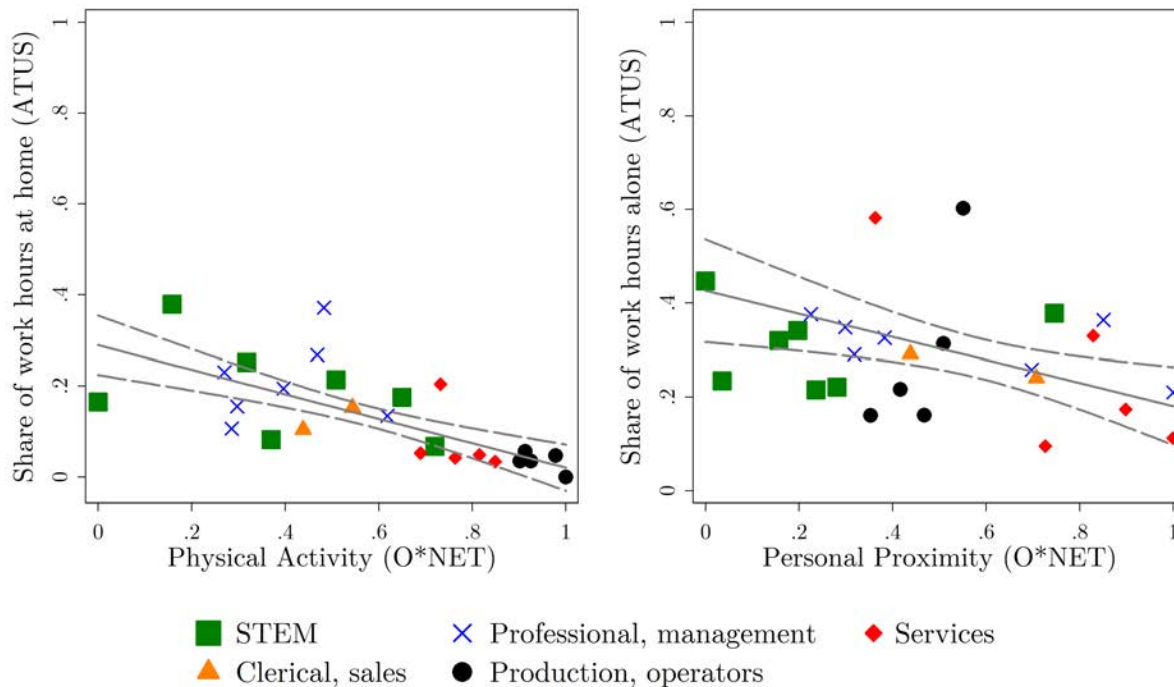 Share of work hours at home (ATUS)
1
.8
.6
.4
.2
0
0 .2 .4 .6 .8 1
Physical Activity (O*NET)
Share of work hours alone (ATUS)
1
.8
.6
.4
.2
0
0 .2 .4 .6 .8 1
Personal Proximity (O*NET)
STEM
Professional, management
Services
Clerical, sales
Production, operators